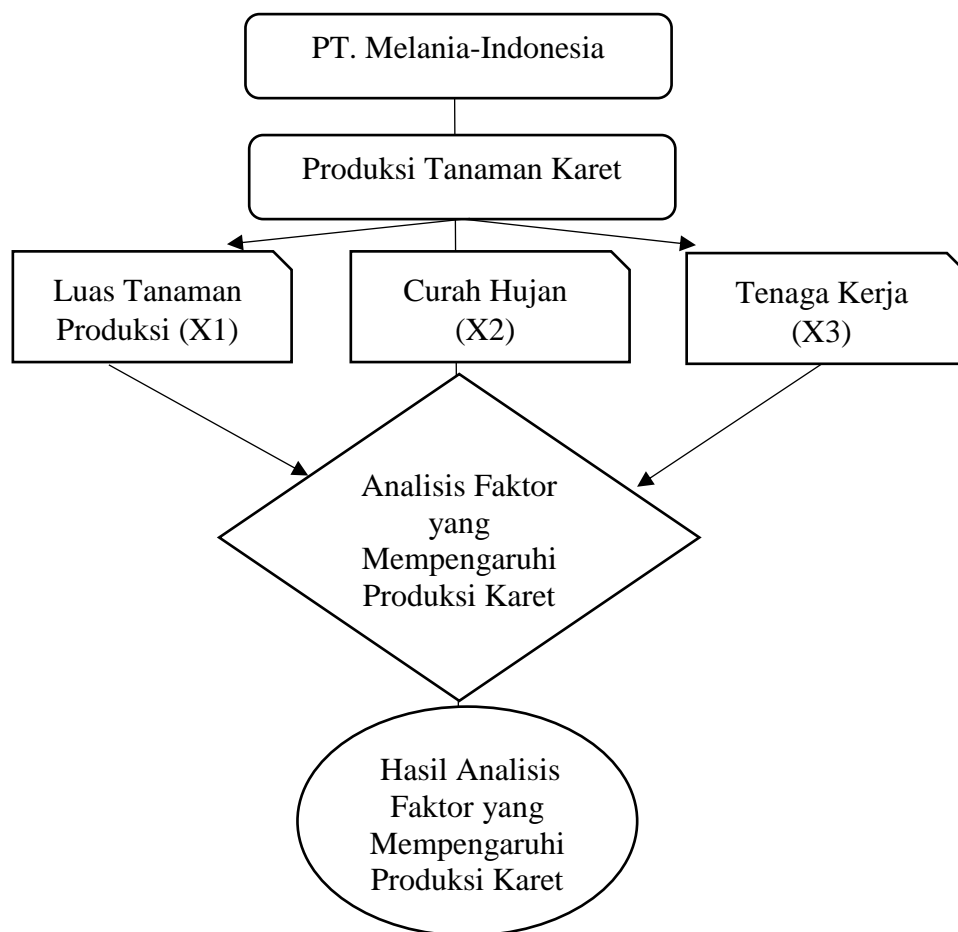 PT. Melania-Indonesia
Produksi Tanaman Karet
Luas Tanaman
Produksi (X1)
Curah Hujan
(X2)
Tenaga Kerja
(X3)
Analisis Faktor
yang
Mempengaruhi
Produksi Karet
Hasil Analisis
Faktor yang
Mempengaruhi
Produksi Karet